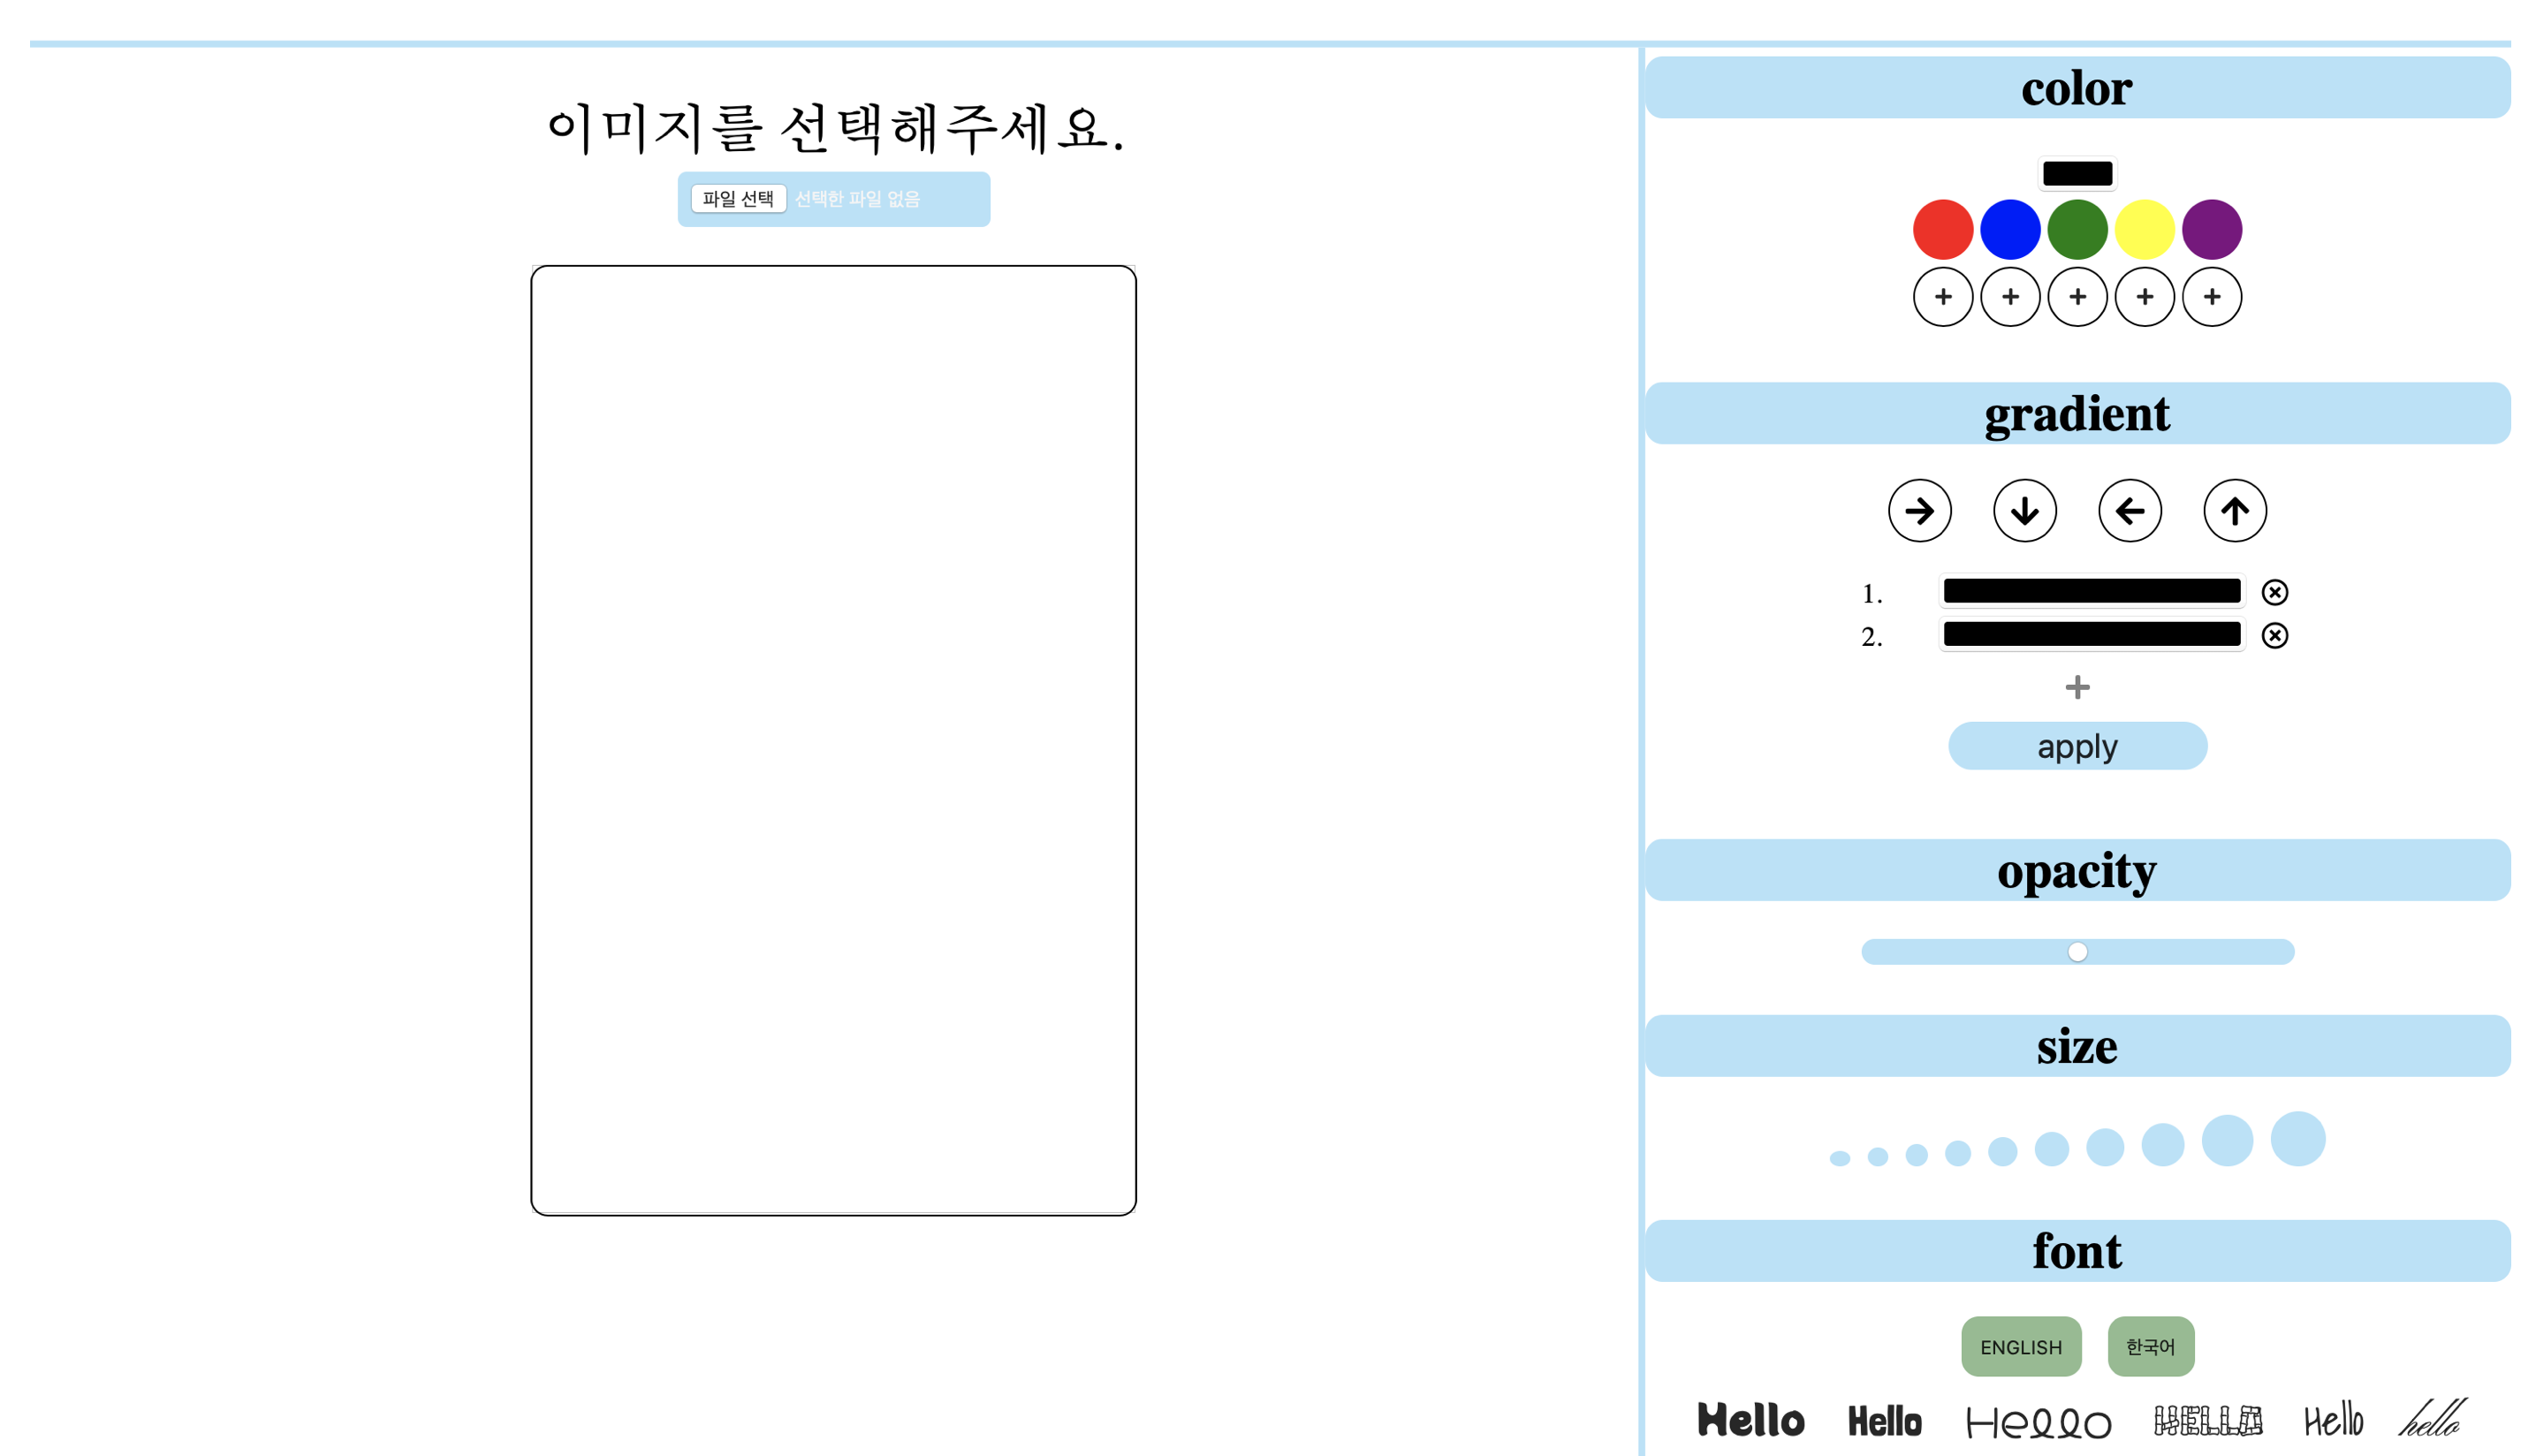 이미지를 선택해주세요.
파일 선택 선택한 파일 없음
color
+ + + + +
gradient
1.
2.
+
apply
opacity
size
font
ENGLISH 한국어
Hello Hello Hello HELLO Hello hello